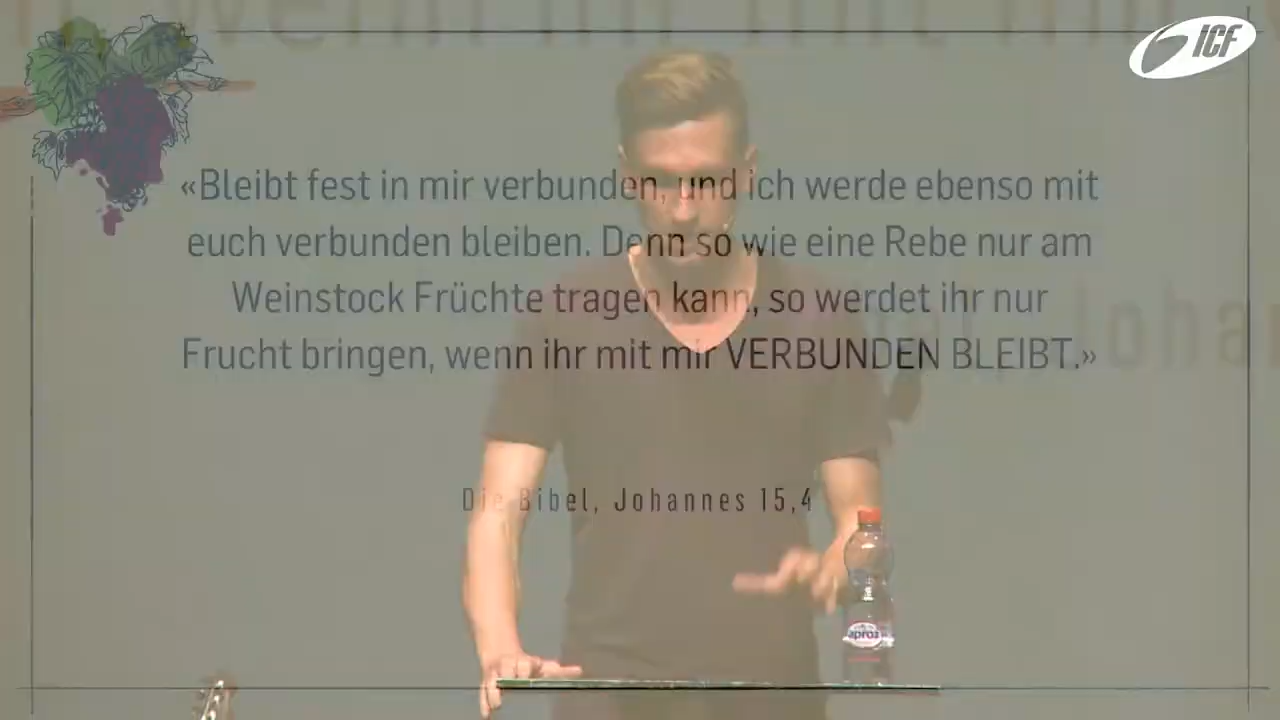 ICF
«Bleibt fest in mir verbunden, und ich werde ebenso mit
euch verbunden bleiben. Denn so wie eine Rebe nur am
Weinstock Früchte tragen kann, so werdet ihr nur
Frucht bringen, wenn ihr mit mir VERBUNDEN BLEIBT.»
Die Bibel, Johannes 15,4
aproz